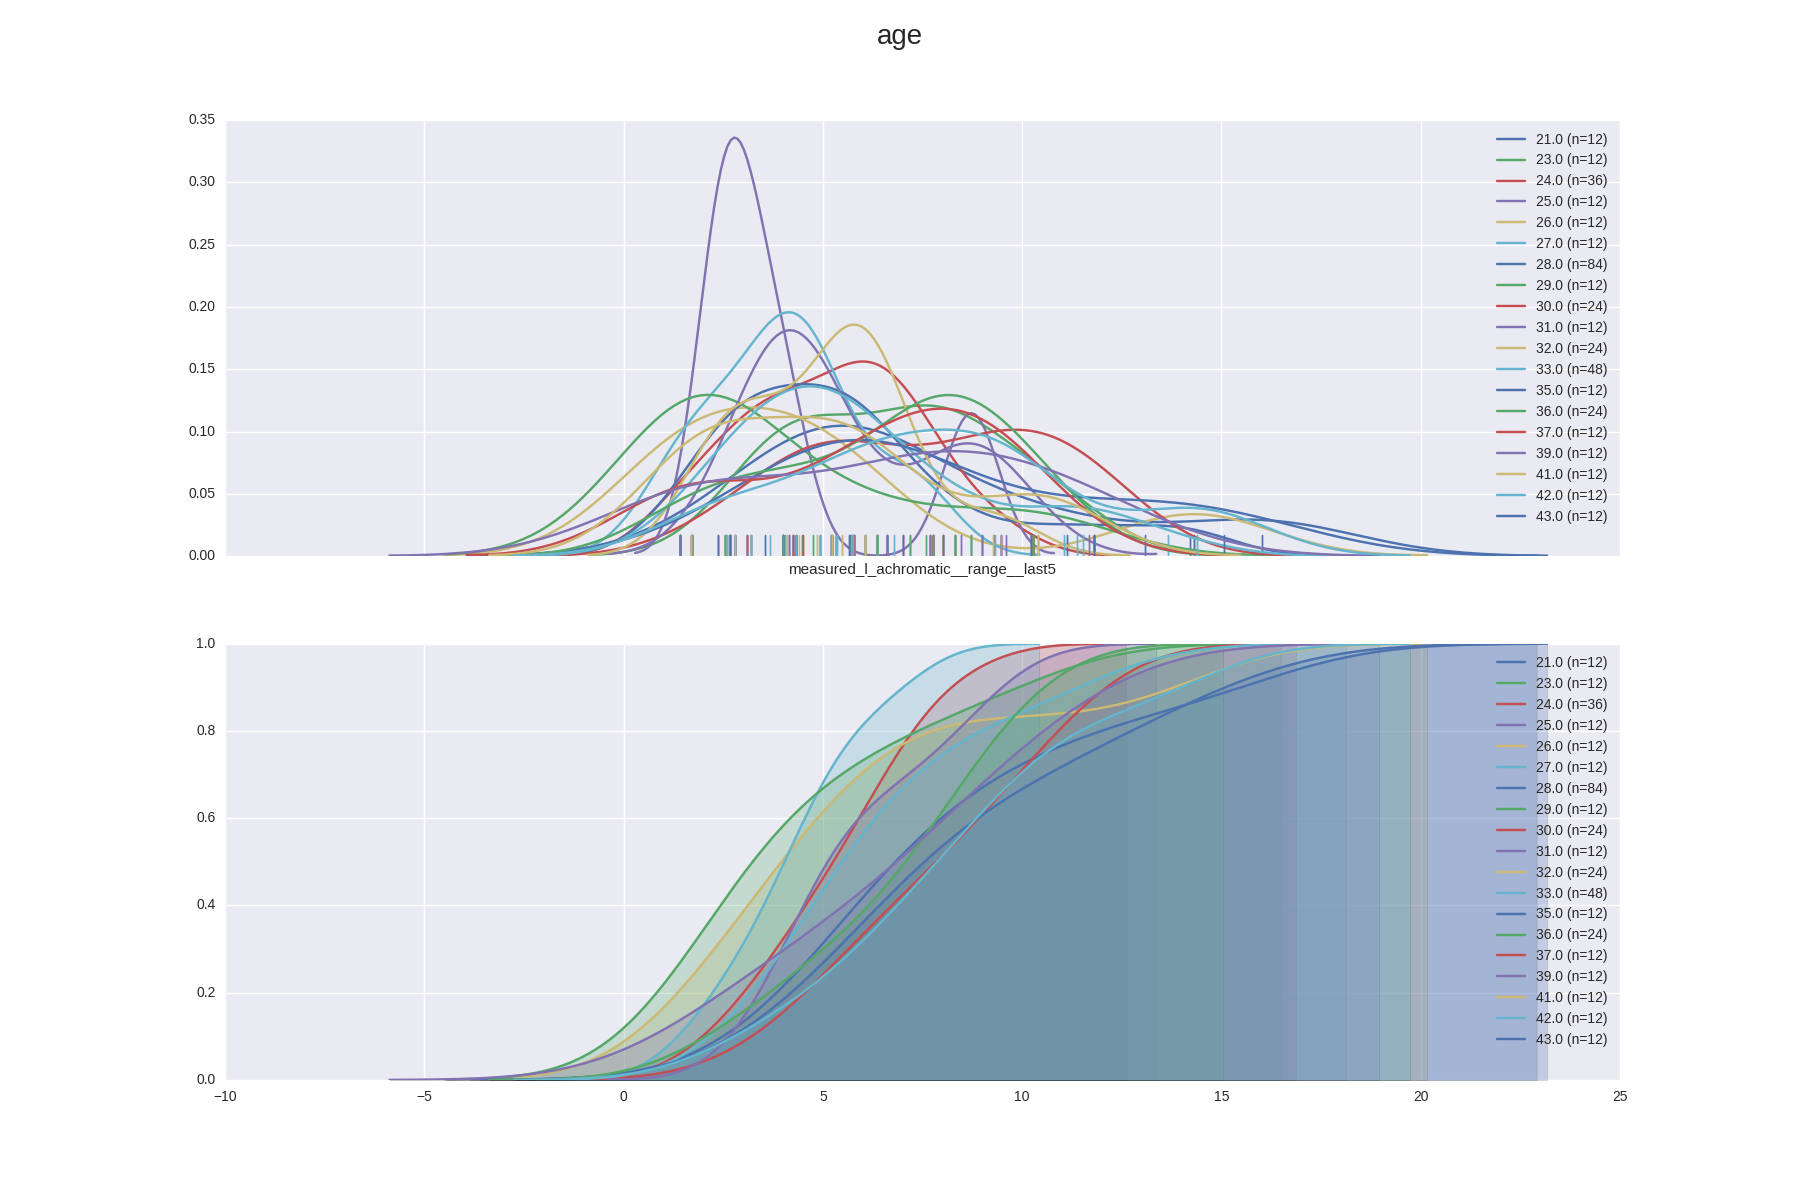 age
0.35
0.30
0.25
0.20
0.15
0.10
0.05
0.00
21.0 (n=12)
23.0 (n=12)
24.0 (n=36)
25.0 (n=12)
26.0 (n=12)
27.0 (n=12)
28.0 (n=84)
29.0 (n=12)
30.0 (n=24)
31.0 (n=12)
32.0 (n=24)
33.0 (n=48)
35.0 (n=12)
36.0 (n=24)
37.0 (n=12)
39.0 (n=12)
41.0 (n=12)
42.0 (n=12)
43.0 (n=12)
measured_l_achromatic__range__last5
1.0
0.8
0.6
0.4
0.2
0.0
21.0 (n=12)
23.0 (n=12)
24.0 (n=36)
25.0 (n=12)
26.0 (n=12)
27.0 (n=12)
28.0 (n=84)
29.0 (n=12)
30.0 (n=24)
31.0 (n=12)
32.0 (n=24)
33.0 (n=48)
35.0 (n=12)
36.0 (n=24)
37.0 (n=12)
39.0 (n=12)
41.0 (n=12)
42.0 (n=12)
43.0 (n=12)
−10 −5 0 5 10 15 20 25